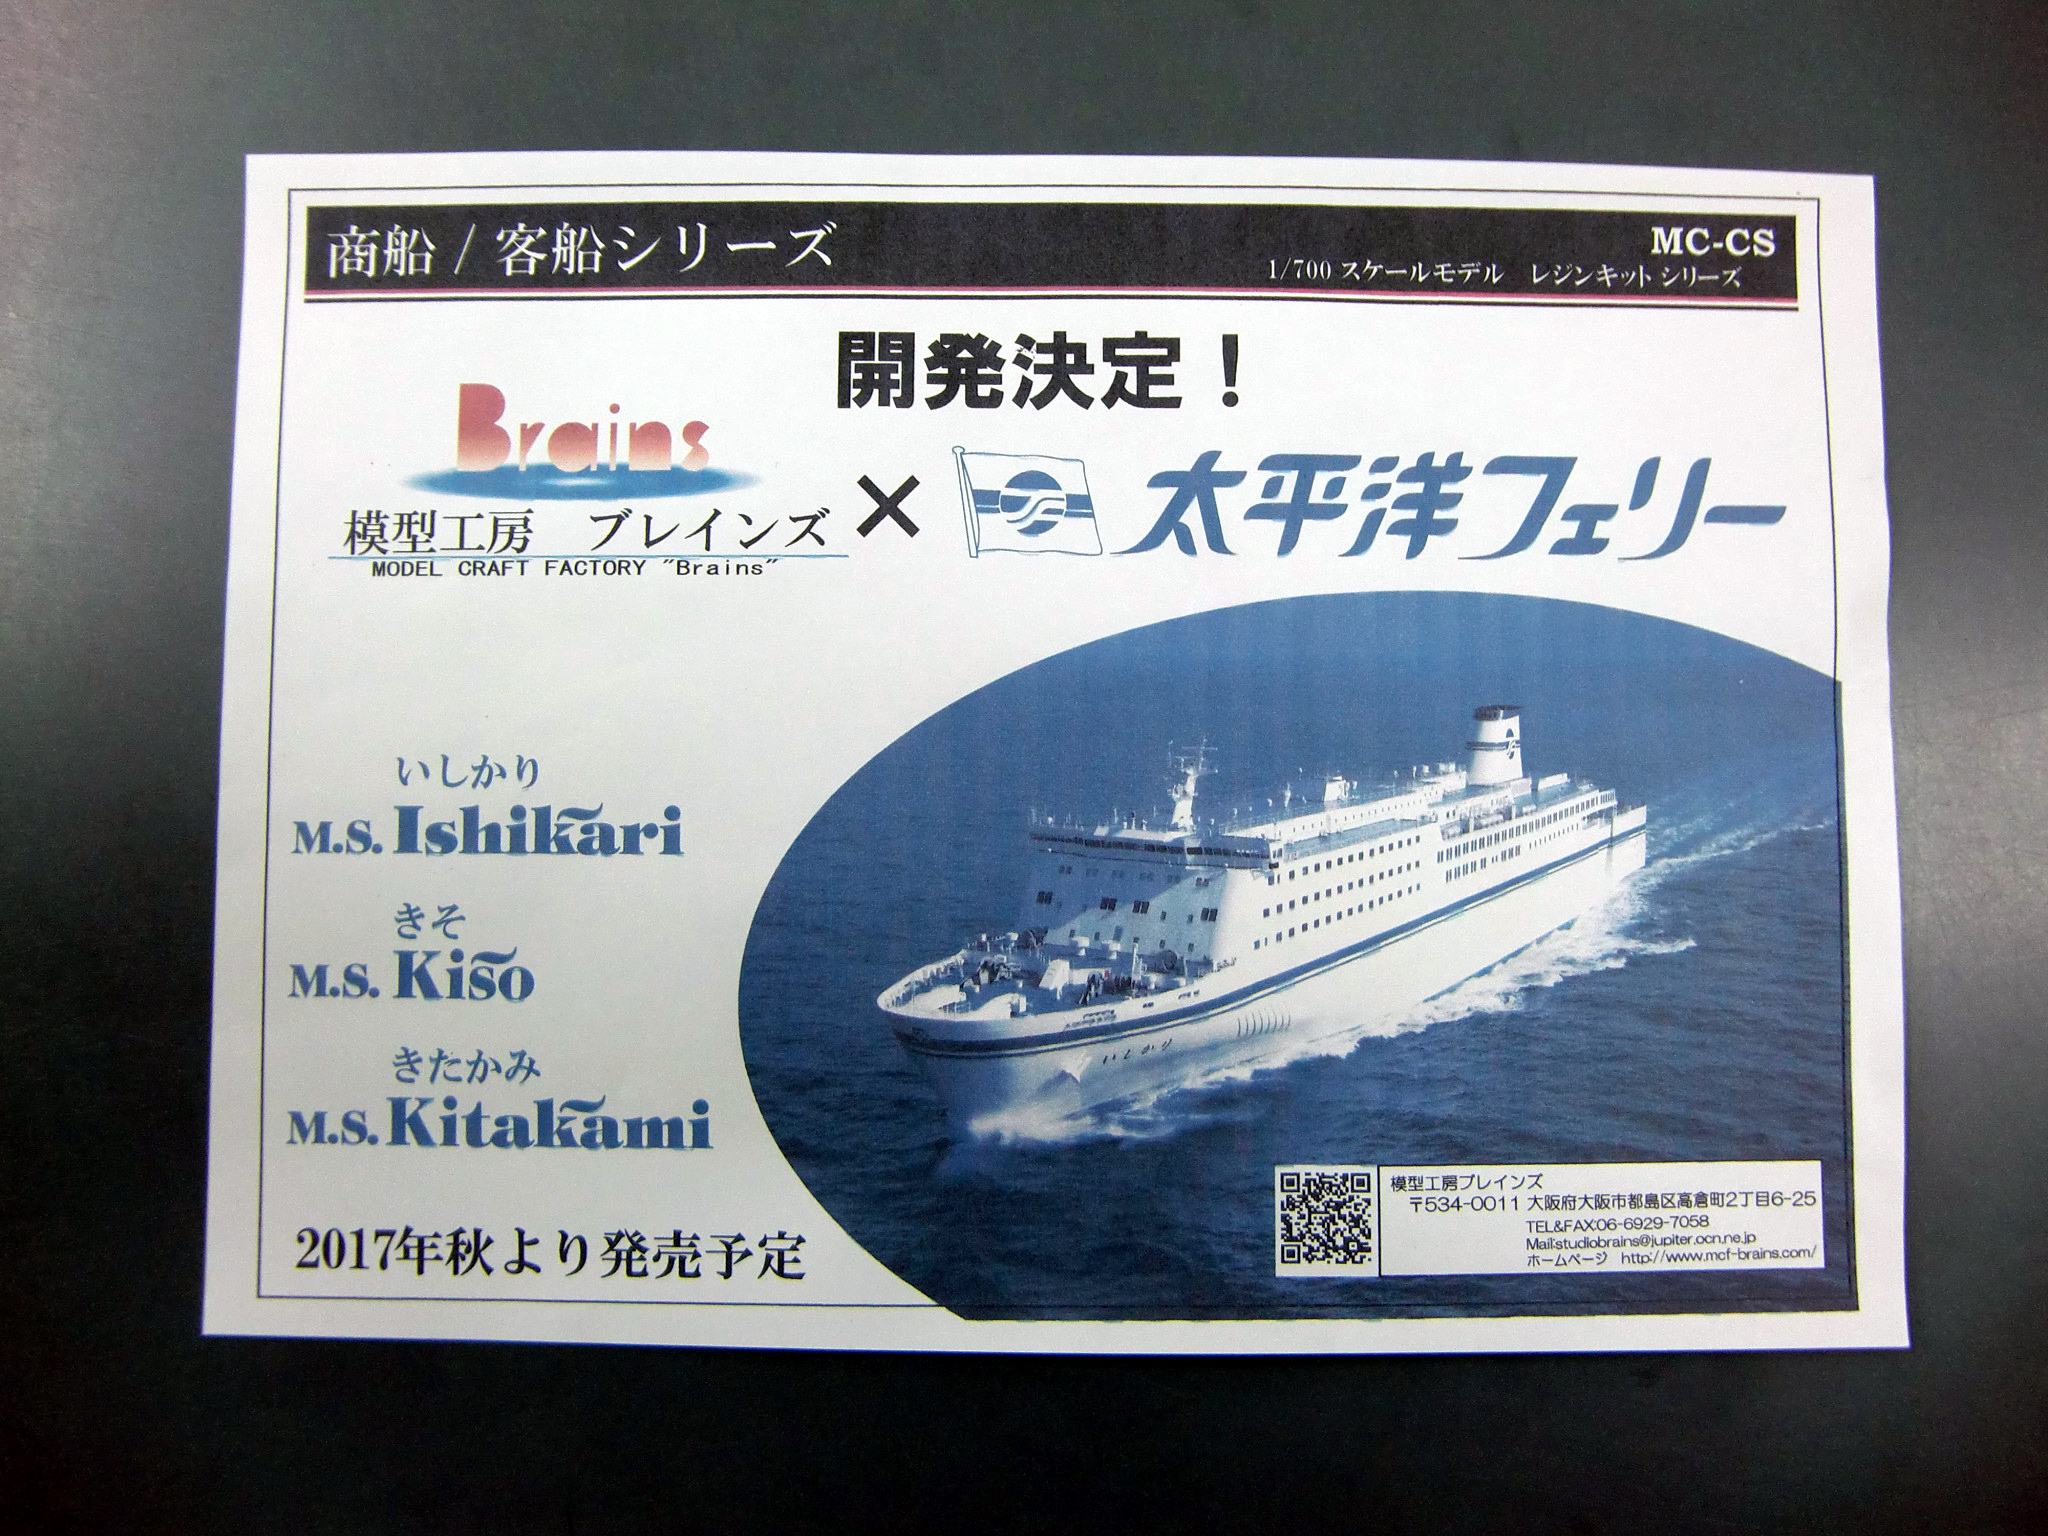 商船 / 客船シリーズ
MC-CS
1/700 スケールモデル レジンキット シリーズ
開発決定！
Brains
模型工房 ブレインズ
MODEL CRAFT FACTORY "Brains"
×
太平洋フェリー
いしかり
M.S. Ishikari
きそ
M.S. Kiso
きたかみ
M.S. Kitakami
2017年秋より発売予定
いしかり
模型工房ブレインズ
〒534-0011 大阪府大阪市都島区高倉町2丁目6-25
TEL&FAX:06-6929-7058
Mail:studiobrains@jupiter.ocn.ne.jp
ホームページ http://www.mcf-brains.com/